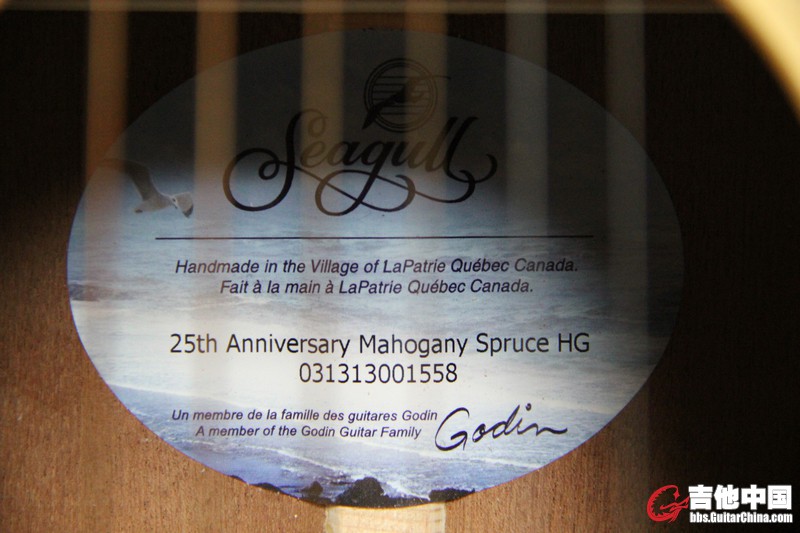 Seagull
Handmade in the Village of LaPatrie Québec Canada.
Fait à la main à LaPatrie Québec Canada.
25th Anniversary Mahogany Spruce HG
031313001558
Un membre de la famille des guitares Godin
A member of the Godin Guitar Family
Godin
吉他中国
bbs.GuitarChina.com